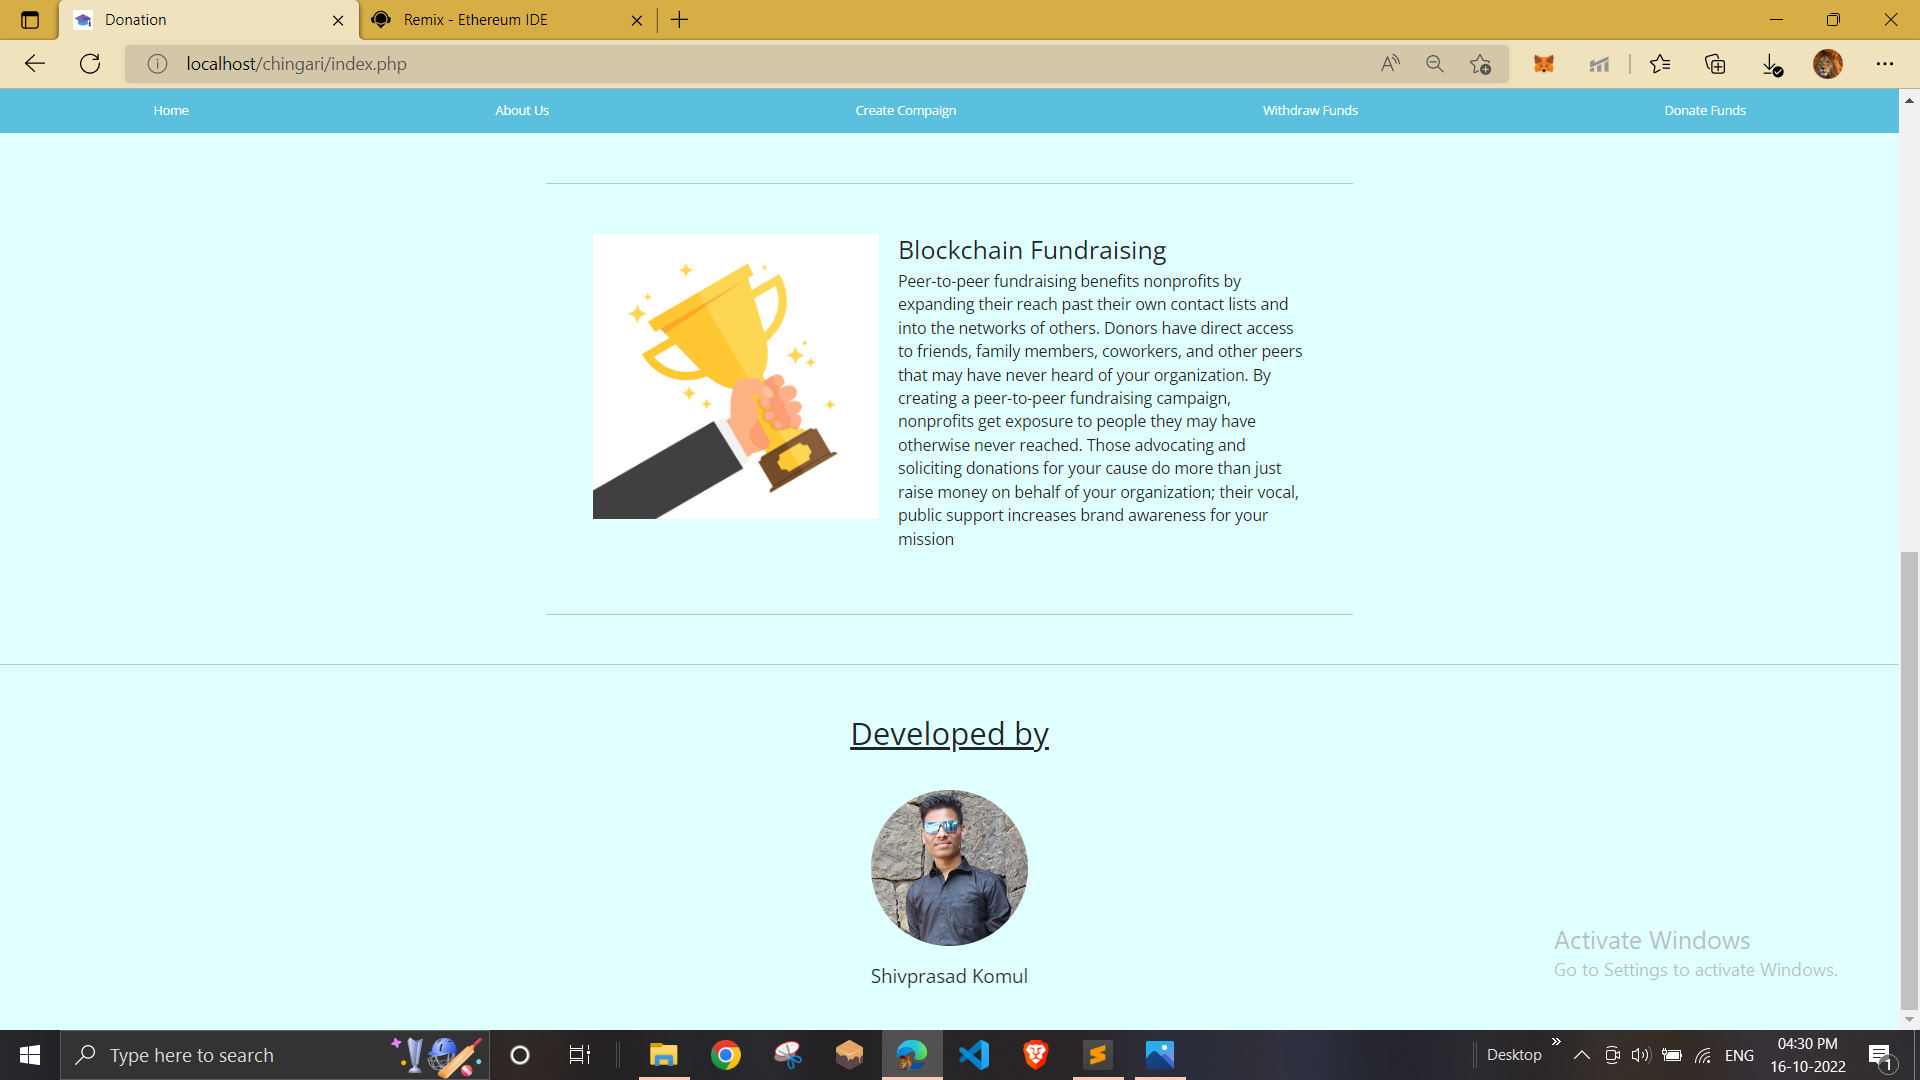 Donation
Remix - Ethereum IDE
localhost/chingari/index.php
Home
About Us
Create Compaign
Withdraw Funds
Donate Funds
Blockchain Fundraising
Peer-to-peer fundraising benefits nonprofits by
expanding their reach past their own contact lists and
into the networks of others. Donors have direct access
to friends, family members, coworkers, and other peers
that may have never heard of your organization. By
creating a peer-to-peer fundraising campaign,
nonprofits get exposure to people they may have
otherwise never reached. Those advocating and
soliciting donations for your cause do more than just
raise money on behalf of your organization; their vocal,
public support increases brand awareness for your
mission
Developed by
Shivprasad Komul
Activate Windows
Go to Settings to activate Windows.
Type here to search
Desktop
ENG
04:30 PM
16-10-2022
1